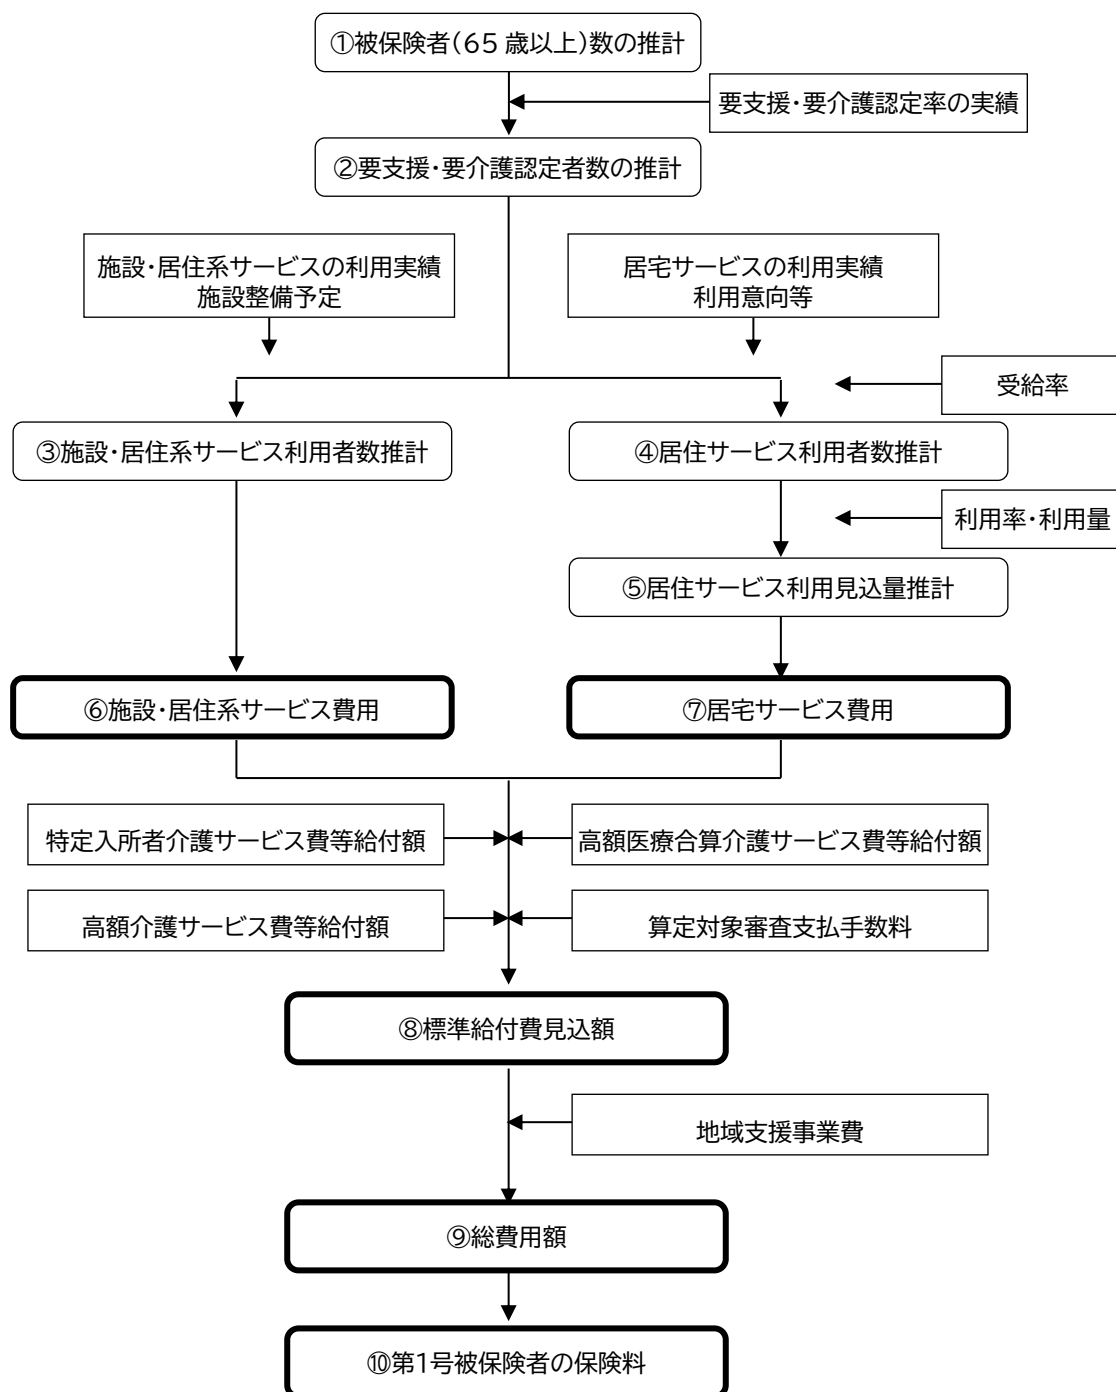 ①被保険者(65歳以上)数の推計
要支援・要介護認定率の実績
②要支援・要介護認定者数の推計
施設・居住系サービスの利用実績
施設整備予定
居宅サービスの利用実績
利用意向等
受給率
③施設・居住系サービス利用者数推計
④居住サービス利用者数推計
利用率・利用量
⑤居住サービス利用見込量推計
⑥施設・居住系サービス費用
⑦居宅サービス費用
特定入所者介護サービス費等給付額
高額医療合算介護サービス費等給付額
高額介護サービス費等給付額
算定対象審査支払手数料
⑧標準給付費見込額
地域支援事業費
⑨総費用額
⑩第1号被保険者の保険料